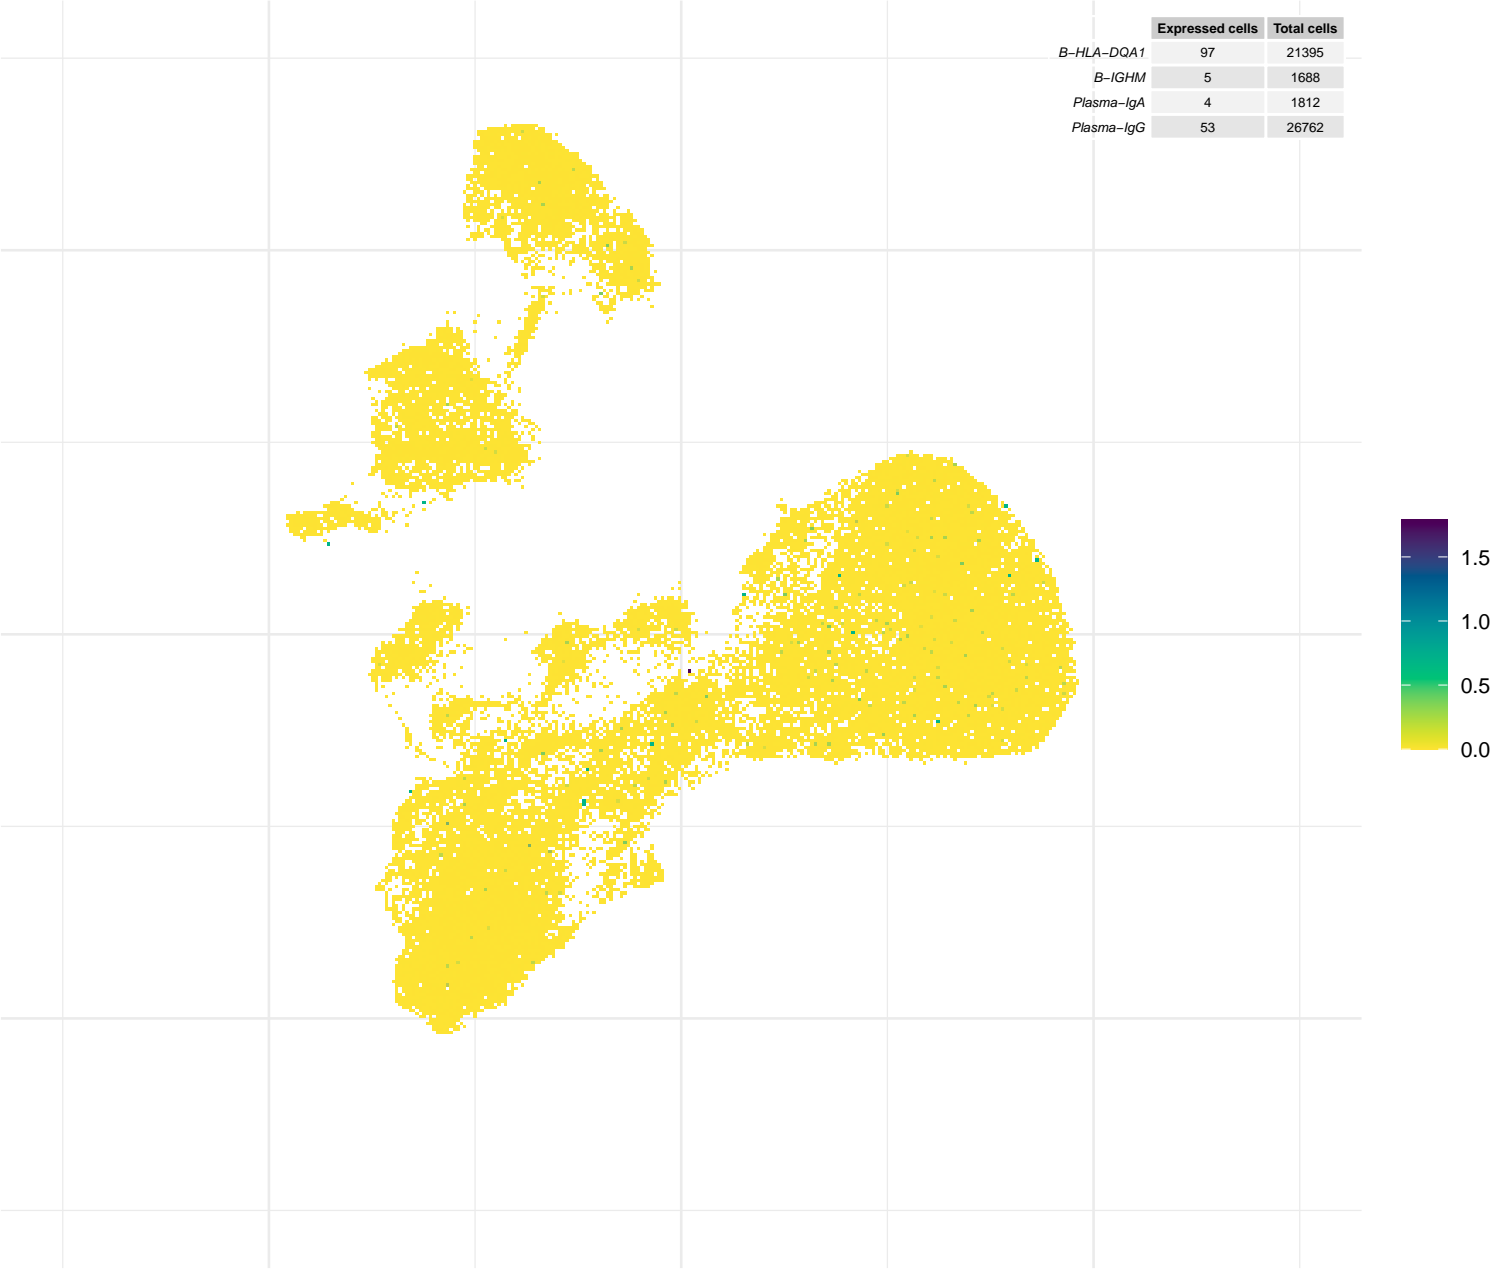 Expressed cells Total cells
B−HLA−DQA1 97 21395
B−IGHM 5 1688
Plasma−IgA 4 1812
Plasma−IgG 53 26762
1.5
1.0
0.5
0.0